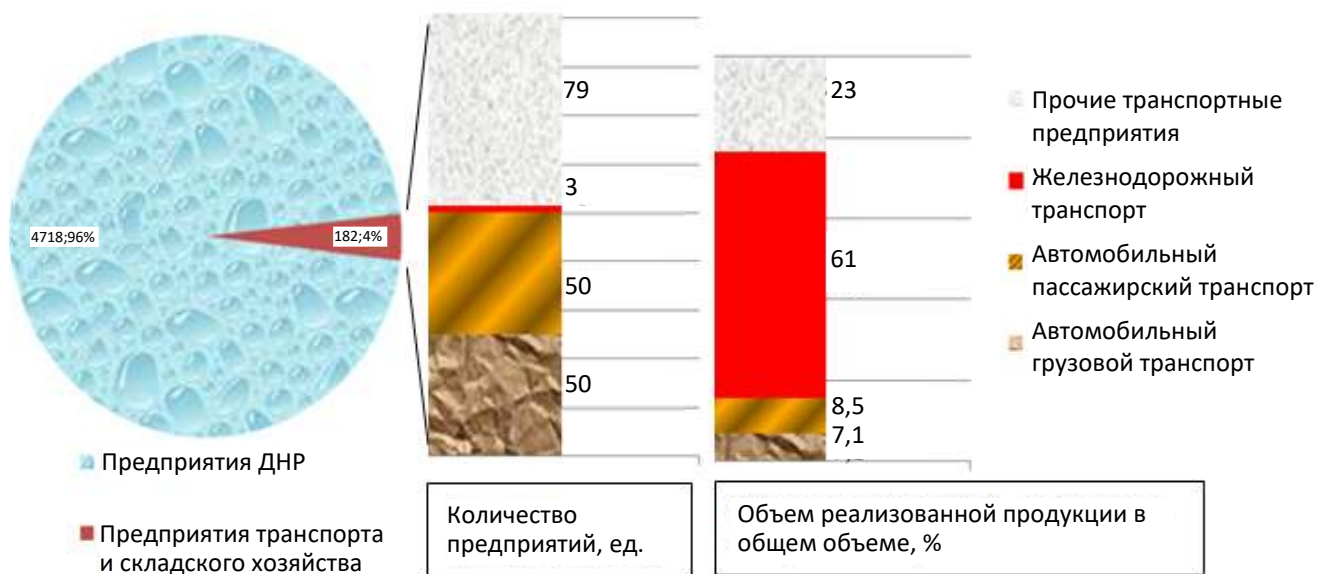 4718;96%
182;4%
Предприятия ДНР
Предприятия транспорта
и складского хозяйства
79
3
50
50
Количество
предприятий, ед.
23
61
8,5
7,1
Объем реализованной продукции в
общем объеме, %
Прочие транспортные
предприятия
Железнодорожный
транспорт
Автомобильный
пассажирский транспорт
Автомобильный
грузовой транспорт